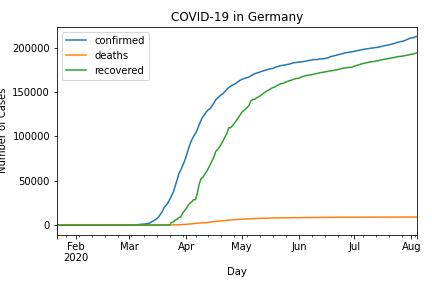 COVID-19 in Germany
confirmed
deaths
recovered
200000
150000
100000
50000
0
Number of Cases
Feb Mar Apr May Jun Jul Aug
2020
Day